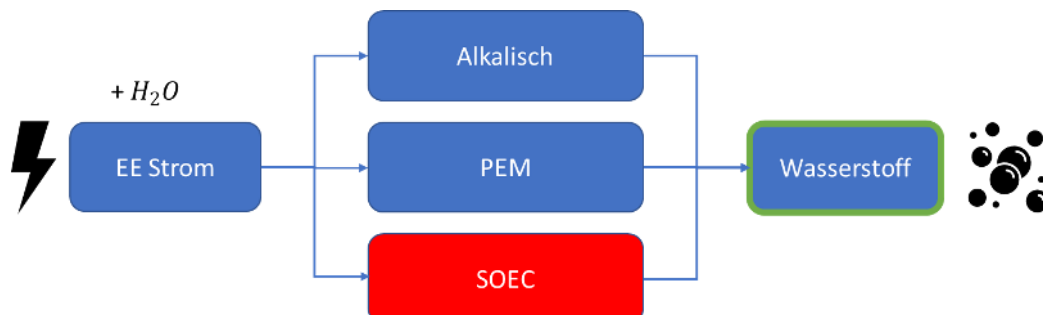 + H₂O
EE Strom
Alkalisch
PEM
SOEC
Wasserstoff